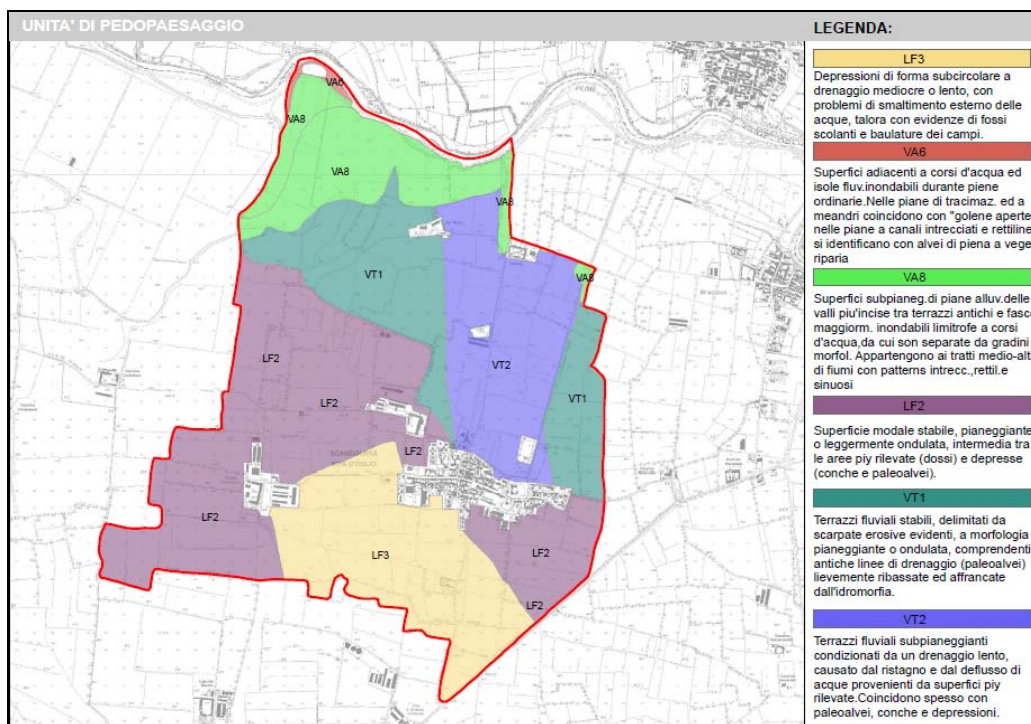 UNITA' DI PEDOPAESAGGIO
LEGENDA:
LF3
Depressioni di forma subcircolare a
drenaggio mediocre o lento, con
problemi di smaltimento esterno delle
acque, talora con evidenze di fossi
scolanti e baulature dei campi.
VA6
Superfici adiacenti a corsi d'acqua ed
isole fluv.inondabili durante piene
ordinarie.Nelle piane di tracimaz. ed a
meandri coincidono con "golene aperte
nelle piane a canali intrecciati e rettiline
si identificano con alvei di piena a vege
riparia
VA8
Superfici subpianeg.di piane alluv.delle
valli piu'incise tra terrazzi antichi e fasce
maggiorm. inondabili limitrofe a corsi
d'acqua,da cui son separate da gradini
morfol. Appartengono ai tratti medio-alt
di fiumi con patterns intrecc.,rettil.e
sinuosi
LF2
Superficie modale stabile, pianeggiante
o leggermente ondulata, intermedia tra
le aree piy rilevate (dossi) e depresse
(conche e paleoalvei).
VT1
Terrazzi fluviali stabili, delimitati da
scarpate erosive evidenti, a morfologia
pianeggiante o ondulata, comprendenti
antiche linee di drenaggio (paleoalvei)
lievemente ribassate ed affrancate
dall'idromorfia.
VT2
Terrazzi fluviali subpianeggianti
condizionati da un drenaggio lento,
causato dal ristagno e dal deflusso di
acque provenienti da superfici piy
rilevate.Coincidono spesso con
paleoalvei, conche e depressioni.
VA6
VA8
VA8
VA8
VA8
VT1
VT2
VT1
LF2
LF2
LF2
SCANDOLARA
RIPA D'OGLIO
LF2
LF3
LF2
LF2